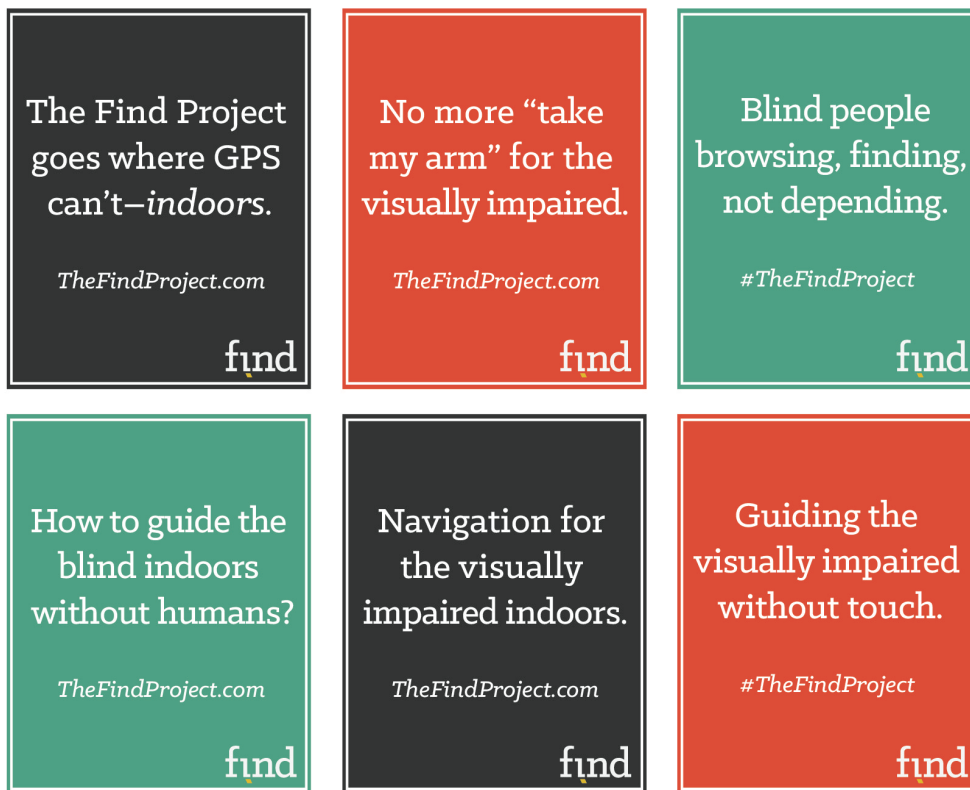 The Find Project
goes where GPS
can't–indoors.
TheFindProject.com
find
No more “take
my arm” for the
visually impaired.
TheFindProject.com
find
Blind people
browsing, finding,
not depending.
#TheFindProject
find
How to guide the
blind indoors
without humans?
TheFindProject.com
find
Navigation for
the visually
impaired indoors.
TheFindProject.com
find
Guiding the
visually impaired
without touch.
#TheFindProject
find